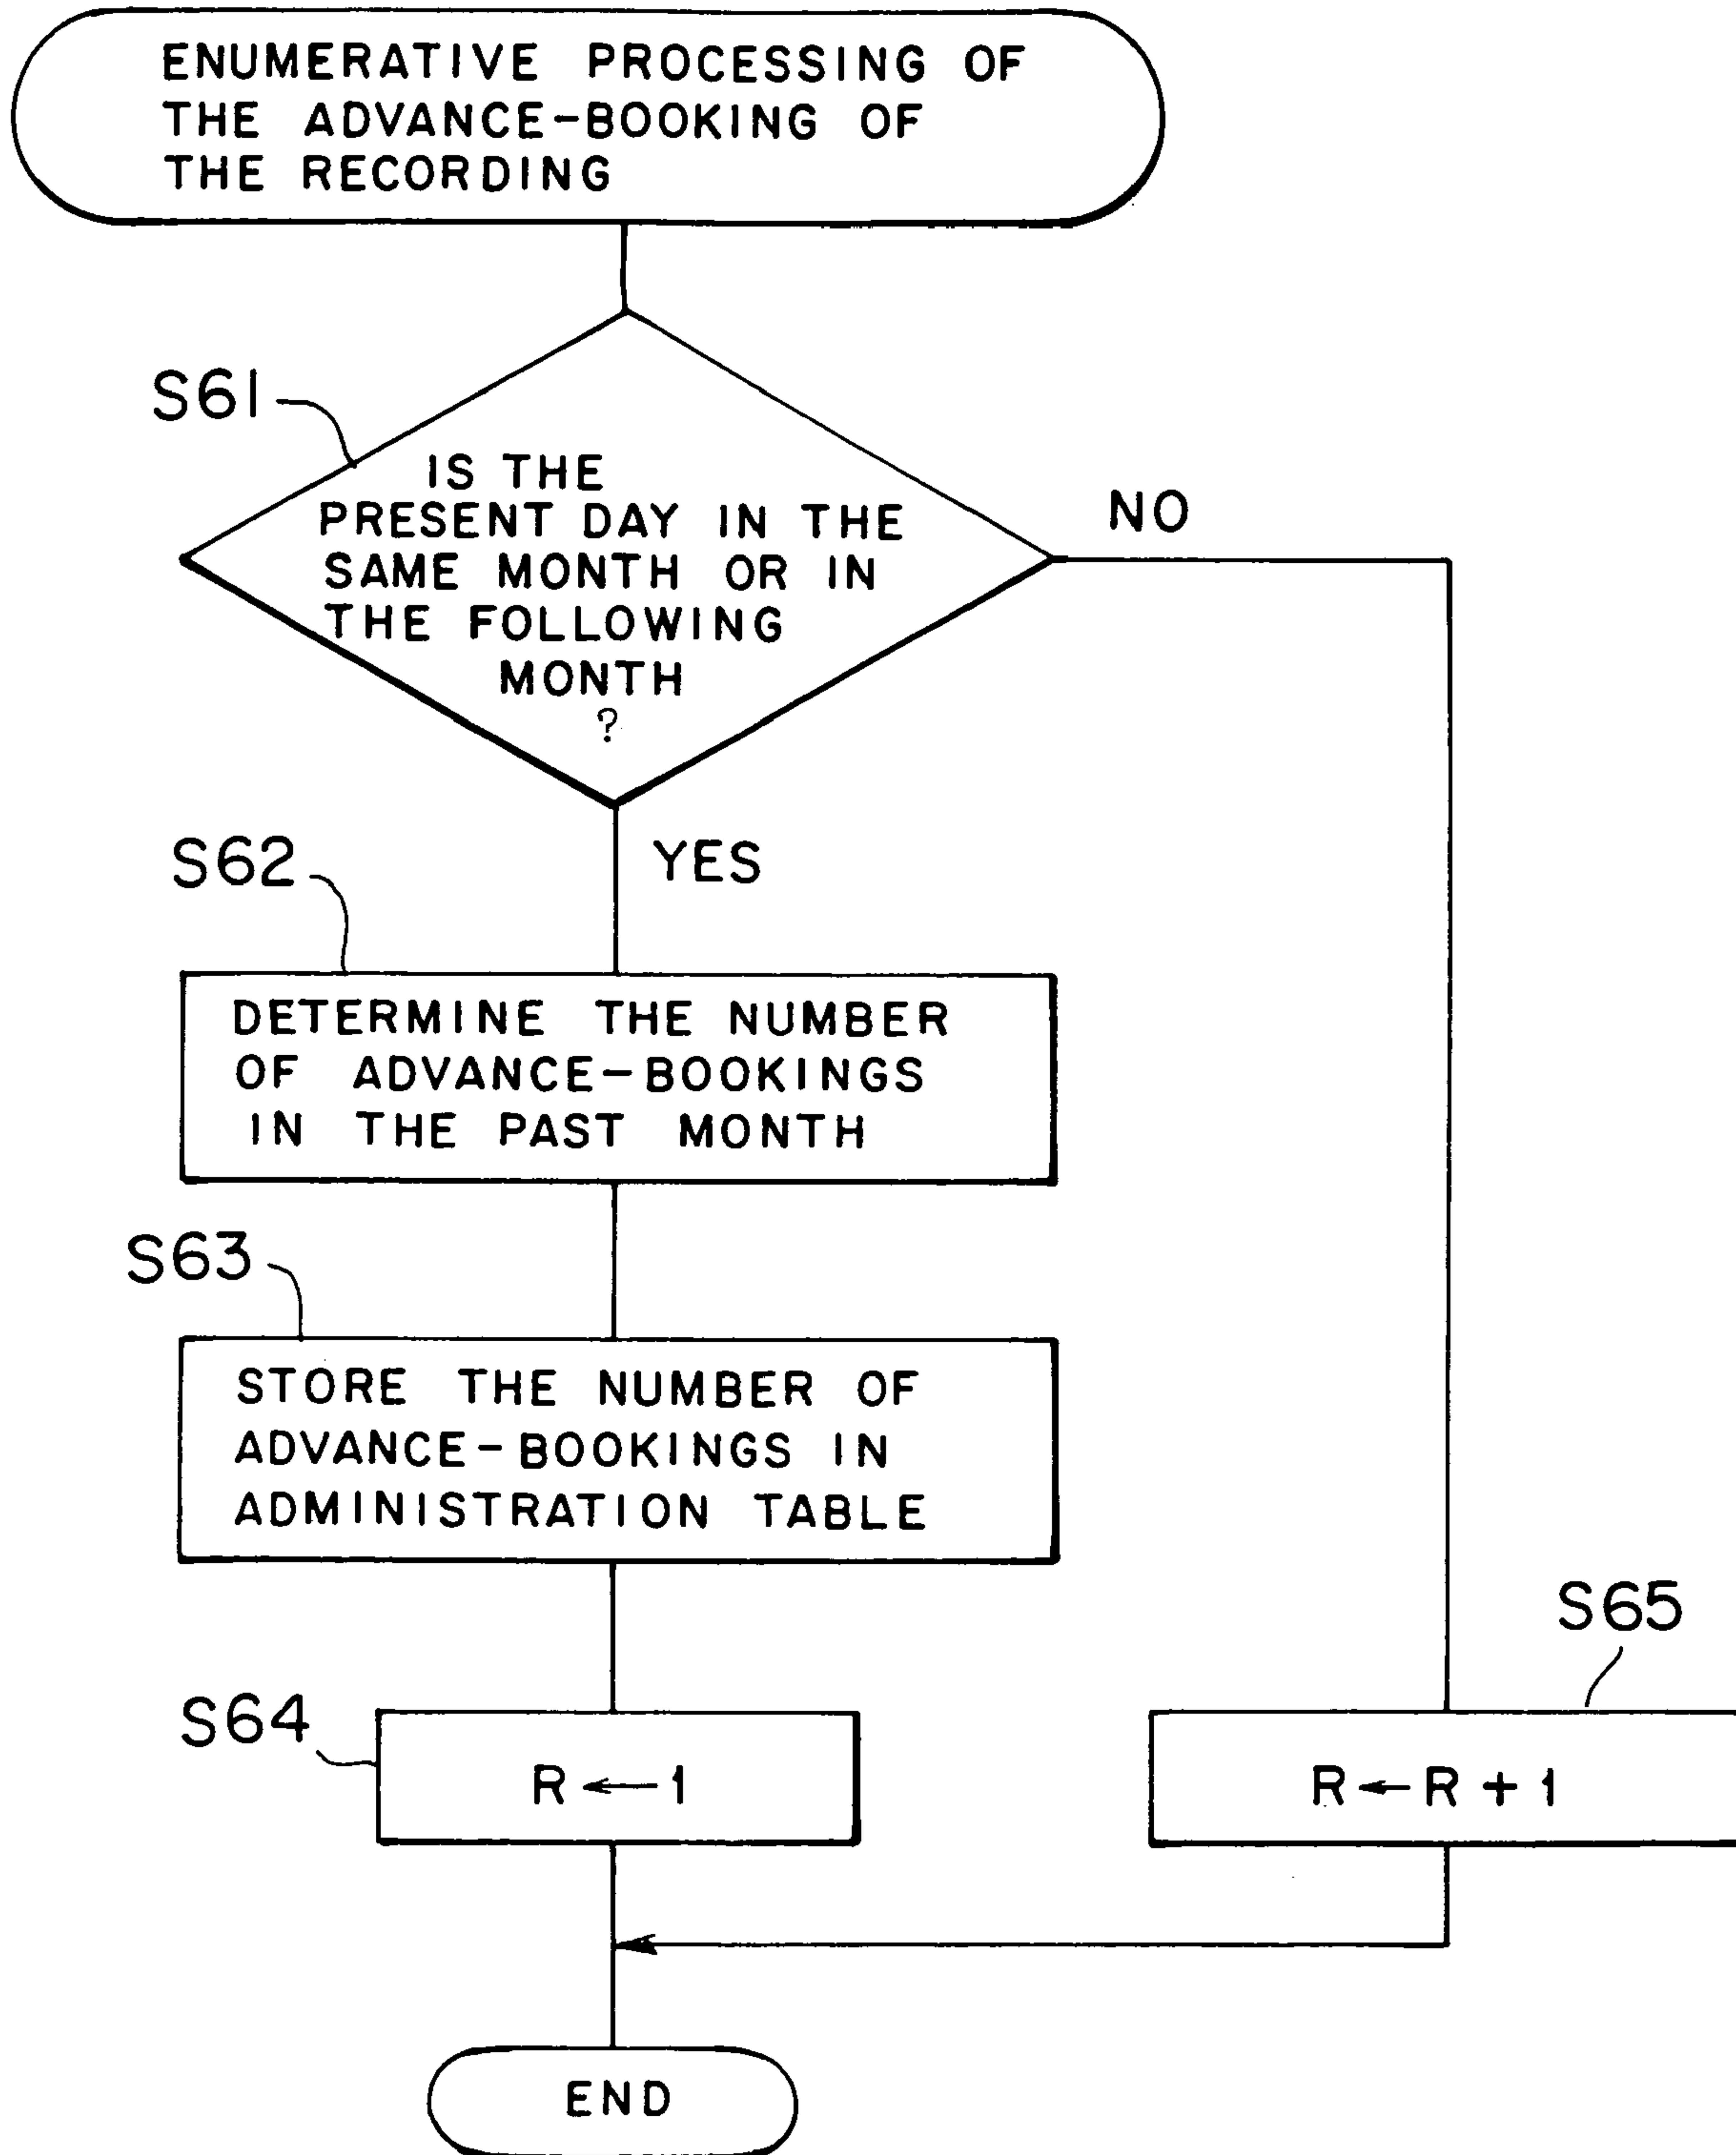 ENUMERATIVE PROCESSING OF
THE ADVANCE-BOOKING OF
THE RECORDING
S61
IS THE
PRESENT DAY IN THE
SAME MONTH OR IN
THE FOLLOWING
MONTH
?
NO
YES
S62
DETERMINE THE NUMBER
OF ADVANCE-BOOKINGS
IN THE PAST MONTH
S63
STORE THE NUMBER OF
ADVANCE-BOOKINGS IN
ADMINISTRATION TABLE
S64
R ← 1
S65
R ← R + 1
END